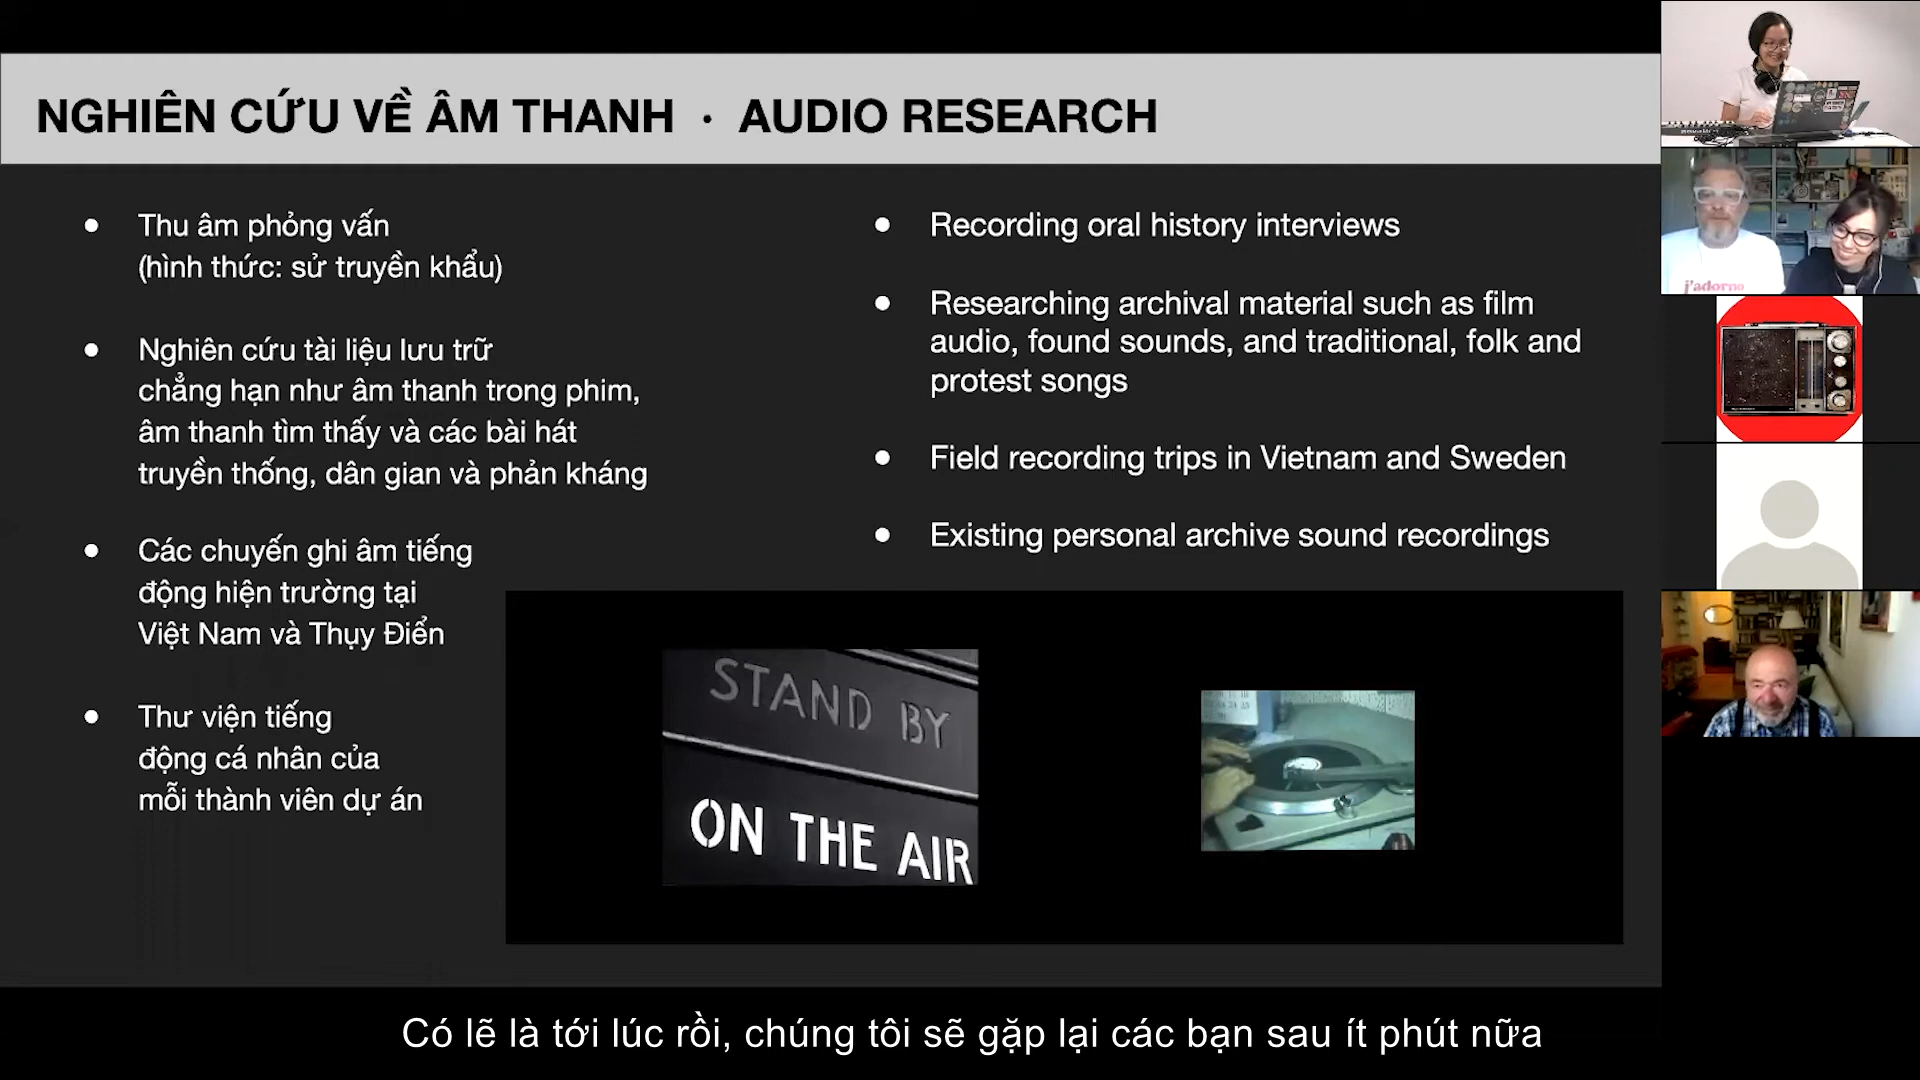 NGHIÊN CỨU VỀ ÂM THANH · AUDIO RESEARCH
● Thu âm phỏng vấn
(hình thức: sử truyền khẩu)
● Nghiên cứu tài liệu lưu trữ
chẳng hạn như âm thanh trong phim,
âm thanh tìm thấy và các bài hát
truyền thống, dân gian và phản kháng
● Các chuyến ghi âm tiếng
động hiện trường tại
Việt Nam và Thụy Điển
● Thư viện tiếng
động cá nhân của
mỗi thành viên dự án
● Recording oral history interviews
● Researching archival material such as film
audio, found sounds, and traditional, folk and
protest songs
● Field recording trips in Vietnam and Sweden
● Existing personal archive sound recordings
STAND BY
ON THE AIR
j'adorno
Có lẽ là tới lúc rồi, chúng tôi sẽ gặp lại các bạn sau ít phút nữa